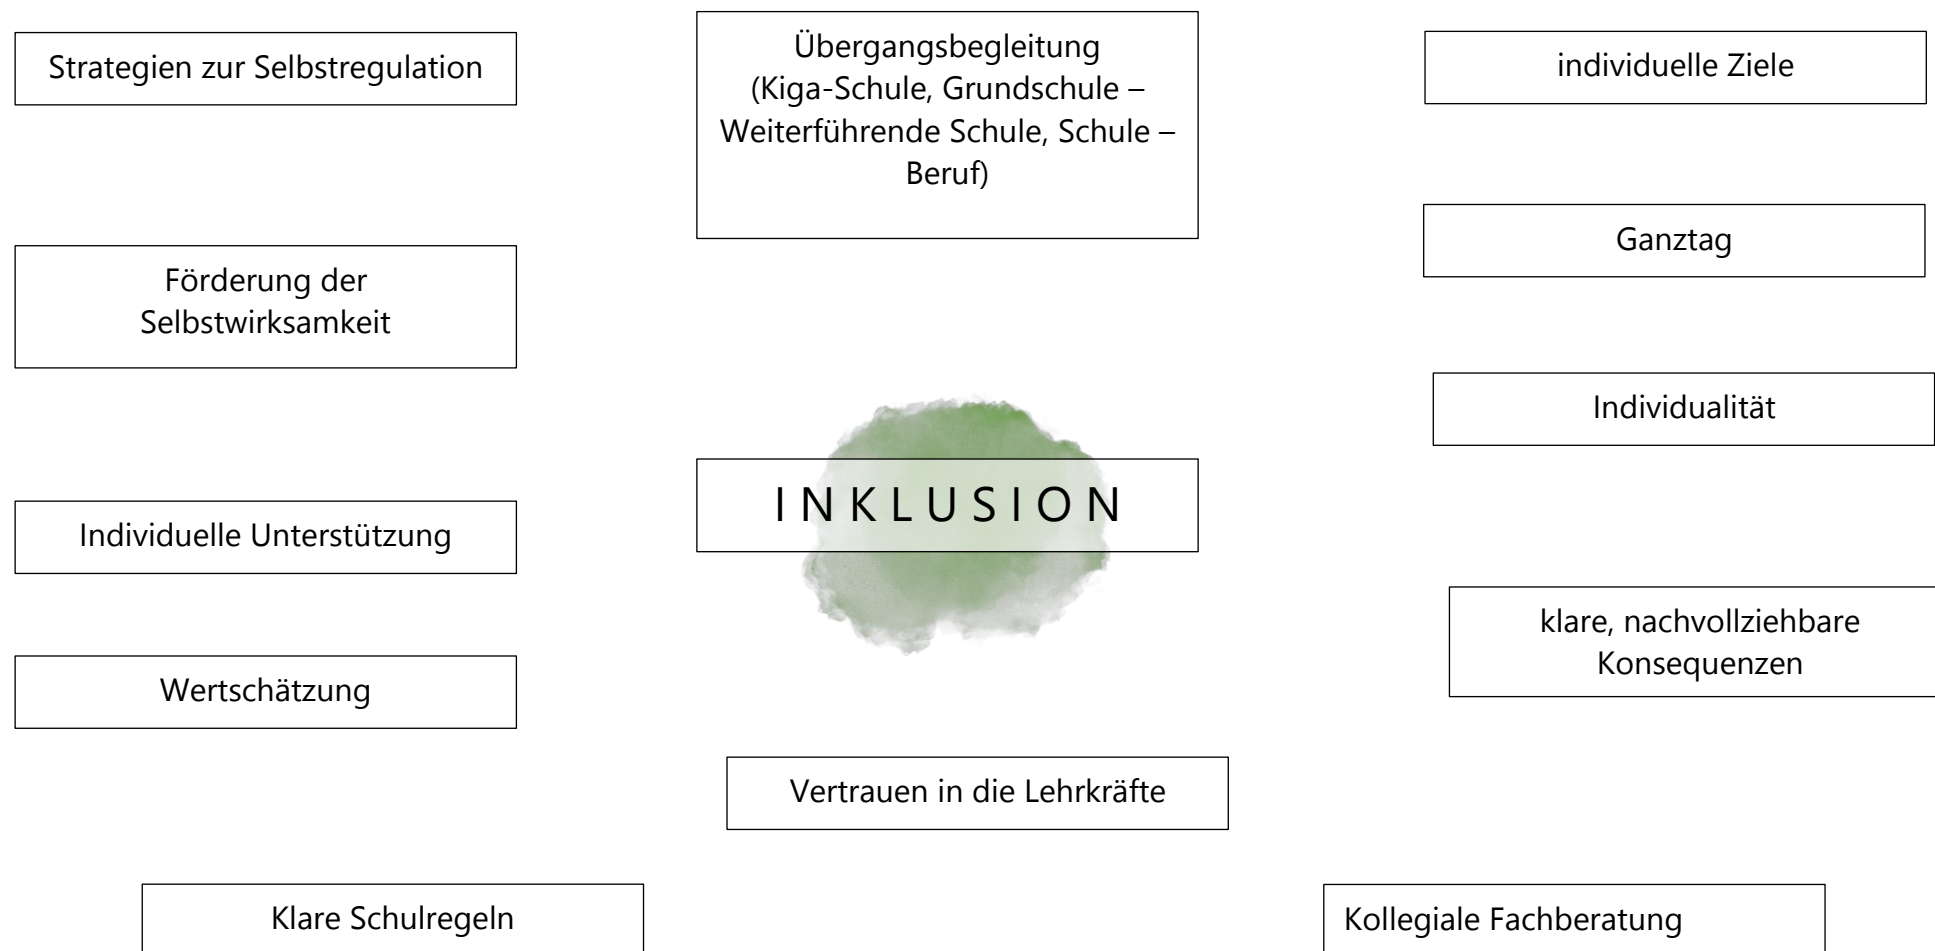 Strategien zur Selbstregulation
Übergangsbegleitung
(Kiga-Schule, Grundschule –
Weiterführende Schule, Schule –
Beruf)
individuelle Ziele
Ganztag
Förderung der
Selbstwirksamkeit
Individualität
INKLUSION
Individuelle Unterstützung
klare, nachvollziehbare
Konsequenzen
Wertschätzung
Vertrauen in die Lehrkräfte
Klare Schulregeln
Kollegiale Fachberatung